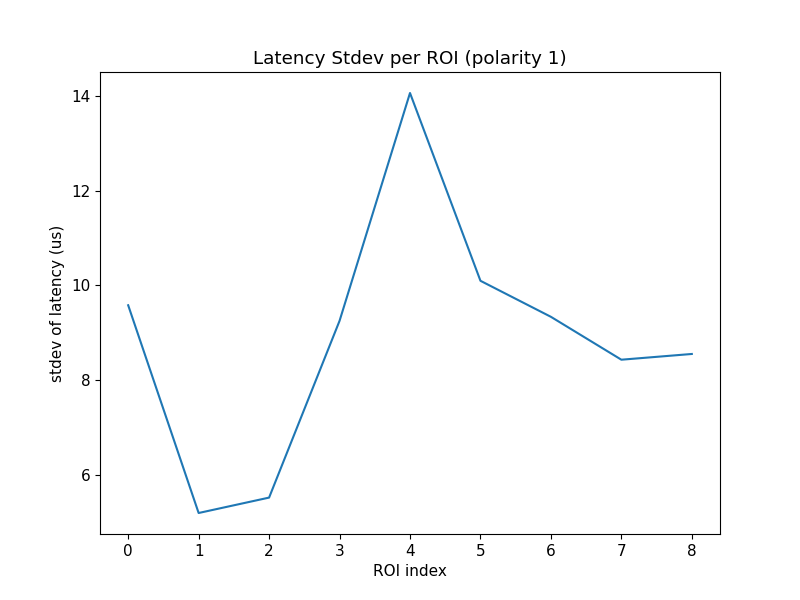 Latency Stdev per ROI (polarity 1)
14
12
10
8
6
stdev of latency (us)
0 1 2 3 4 5 6 7 8
ROI index